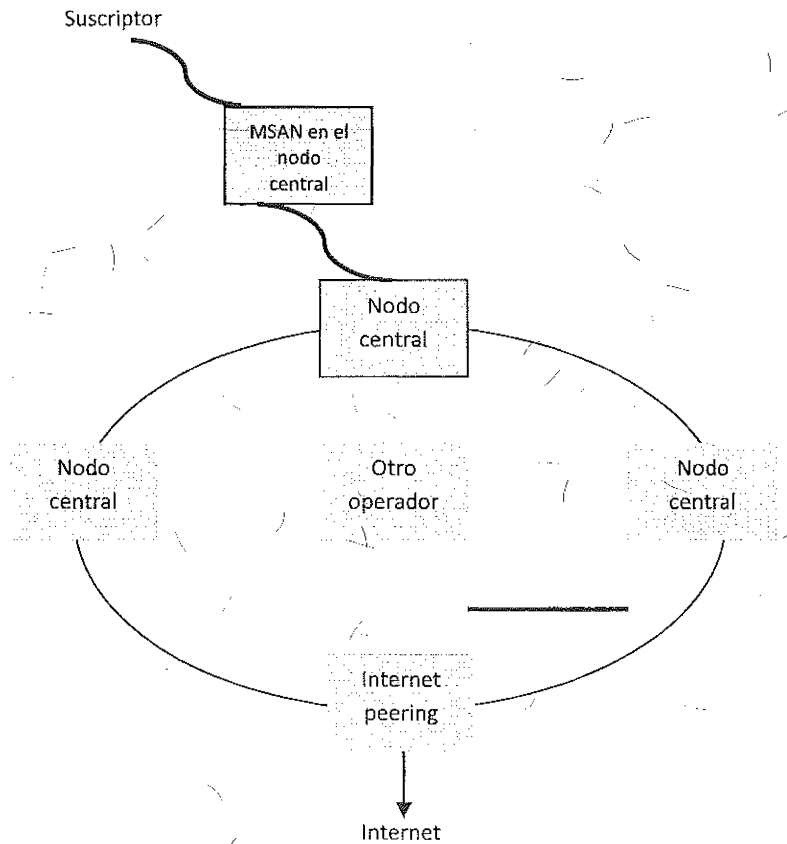 Suscriptor
MSAN en el
nodo
central
Nodo
central
Nodo
central
Otro
operador
Nodo
central
Internet
peering
Internet